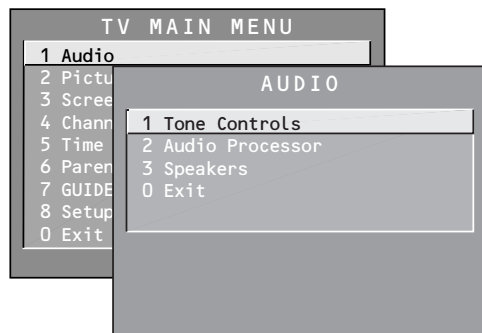 TV MAIN MENU
1 Audio
2 Pictu
3 Scree
4 Chann
5 Time
6 Paren
7 GUIDE
8 Setup
0 Exit
AUDIO
1 Tone Controls
2 Audio Processor
3 Speakers
0 Exit